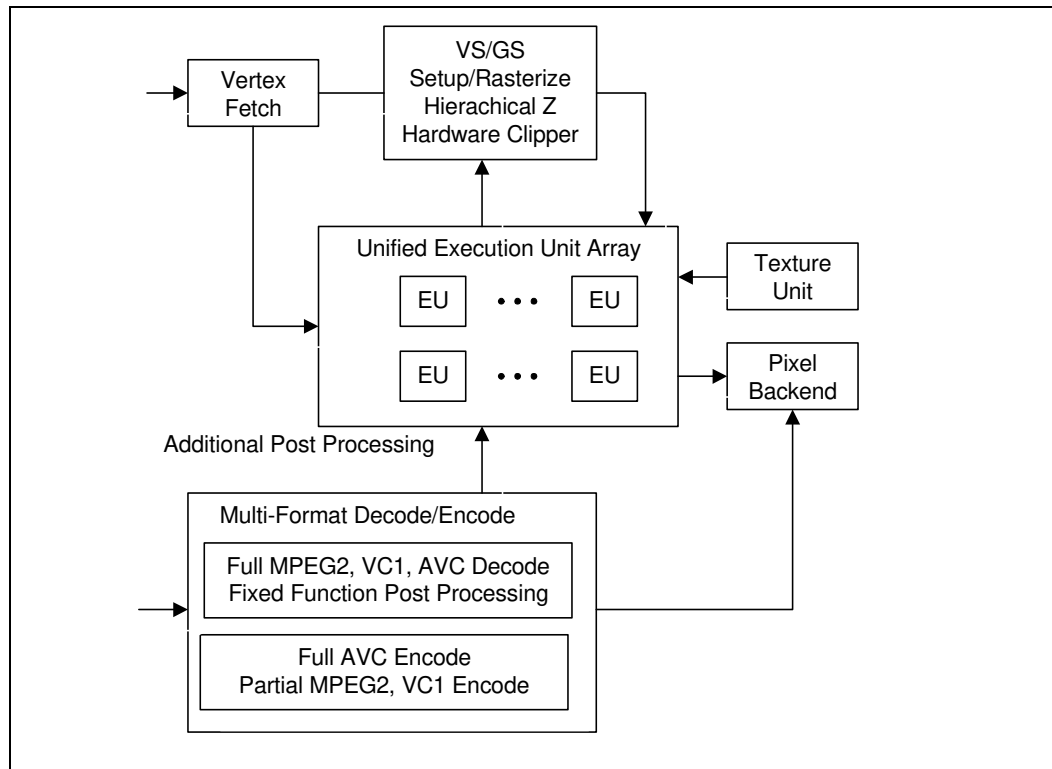 VS/GS
Setup/Rasterize
Hierachical Z
Hardware Clipper
Vertex
Fetch
Unified Execution Unit Array
EU • • • EU
EU • • • EU
Texture
Unit
Pixel
Backend
Additional Post Processing
Multi-Format Decode/Encode
Full MPEG2, VC1, AVC Decode
Fixed Function Post Processing
Full AVC Encode
Partial MPEG2, VC1 Encode